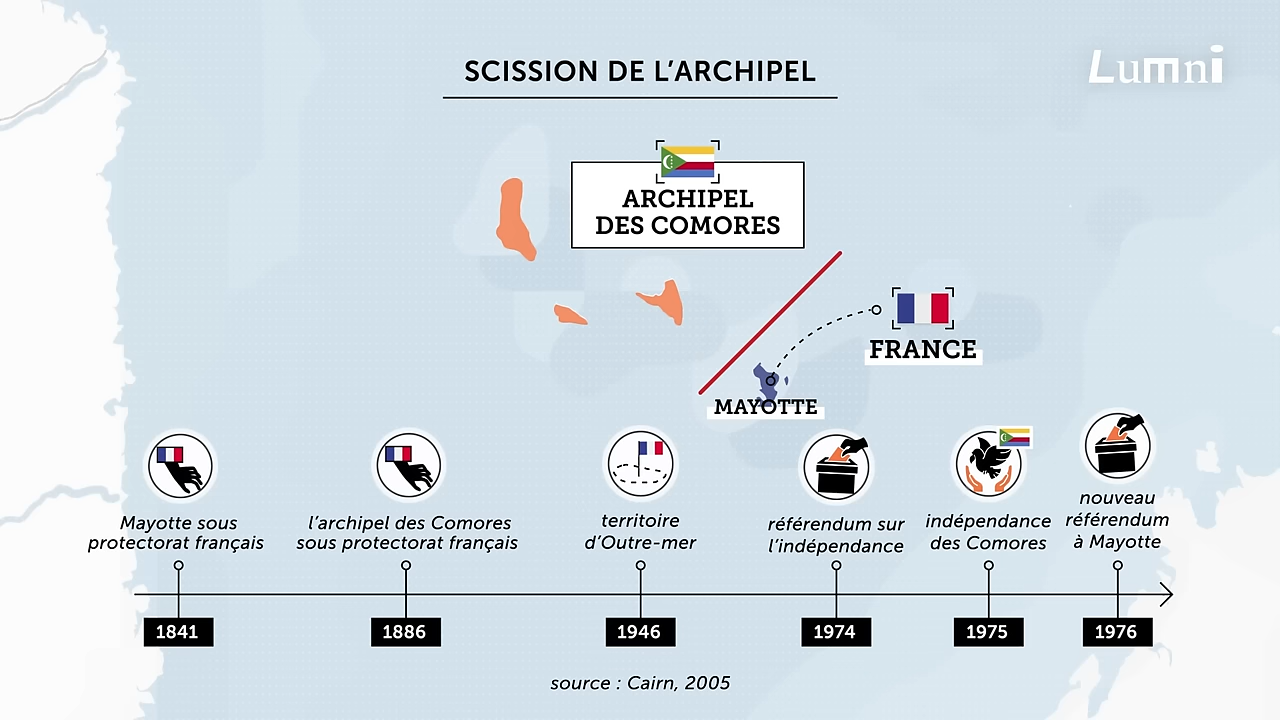 SCISSION DE L'ARCHIPEL
Lumni
ARCHIPEL
DES COMORES
FRANCE
MAYOTTE
Mayotte sous
protectorat français
l'archipel des Comores
sous protectorat français
territoire
d'Outre-mer
référendum sur
l'indépendance
indépendance
des Comores
nouveau
référendum
à Mayotte
1841
1886
1946
1974
1975
1976
source : Cairn, 2005